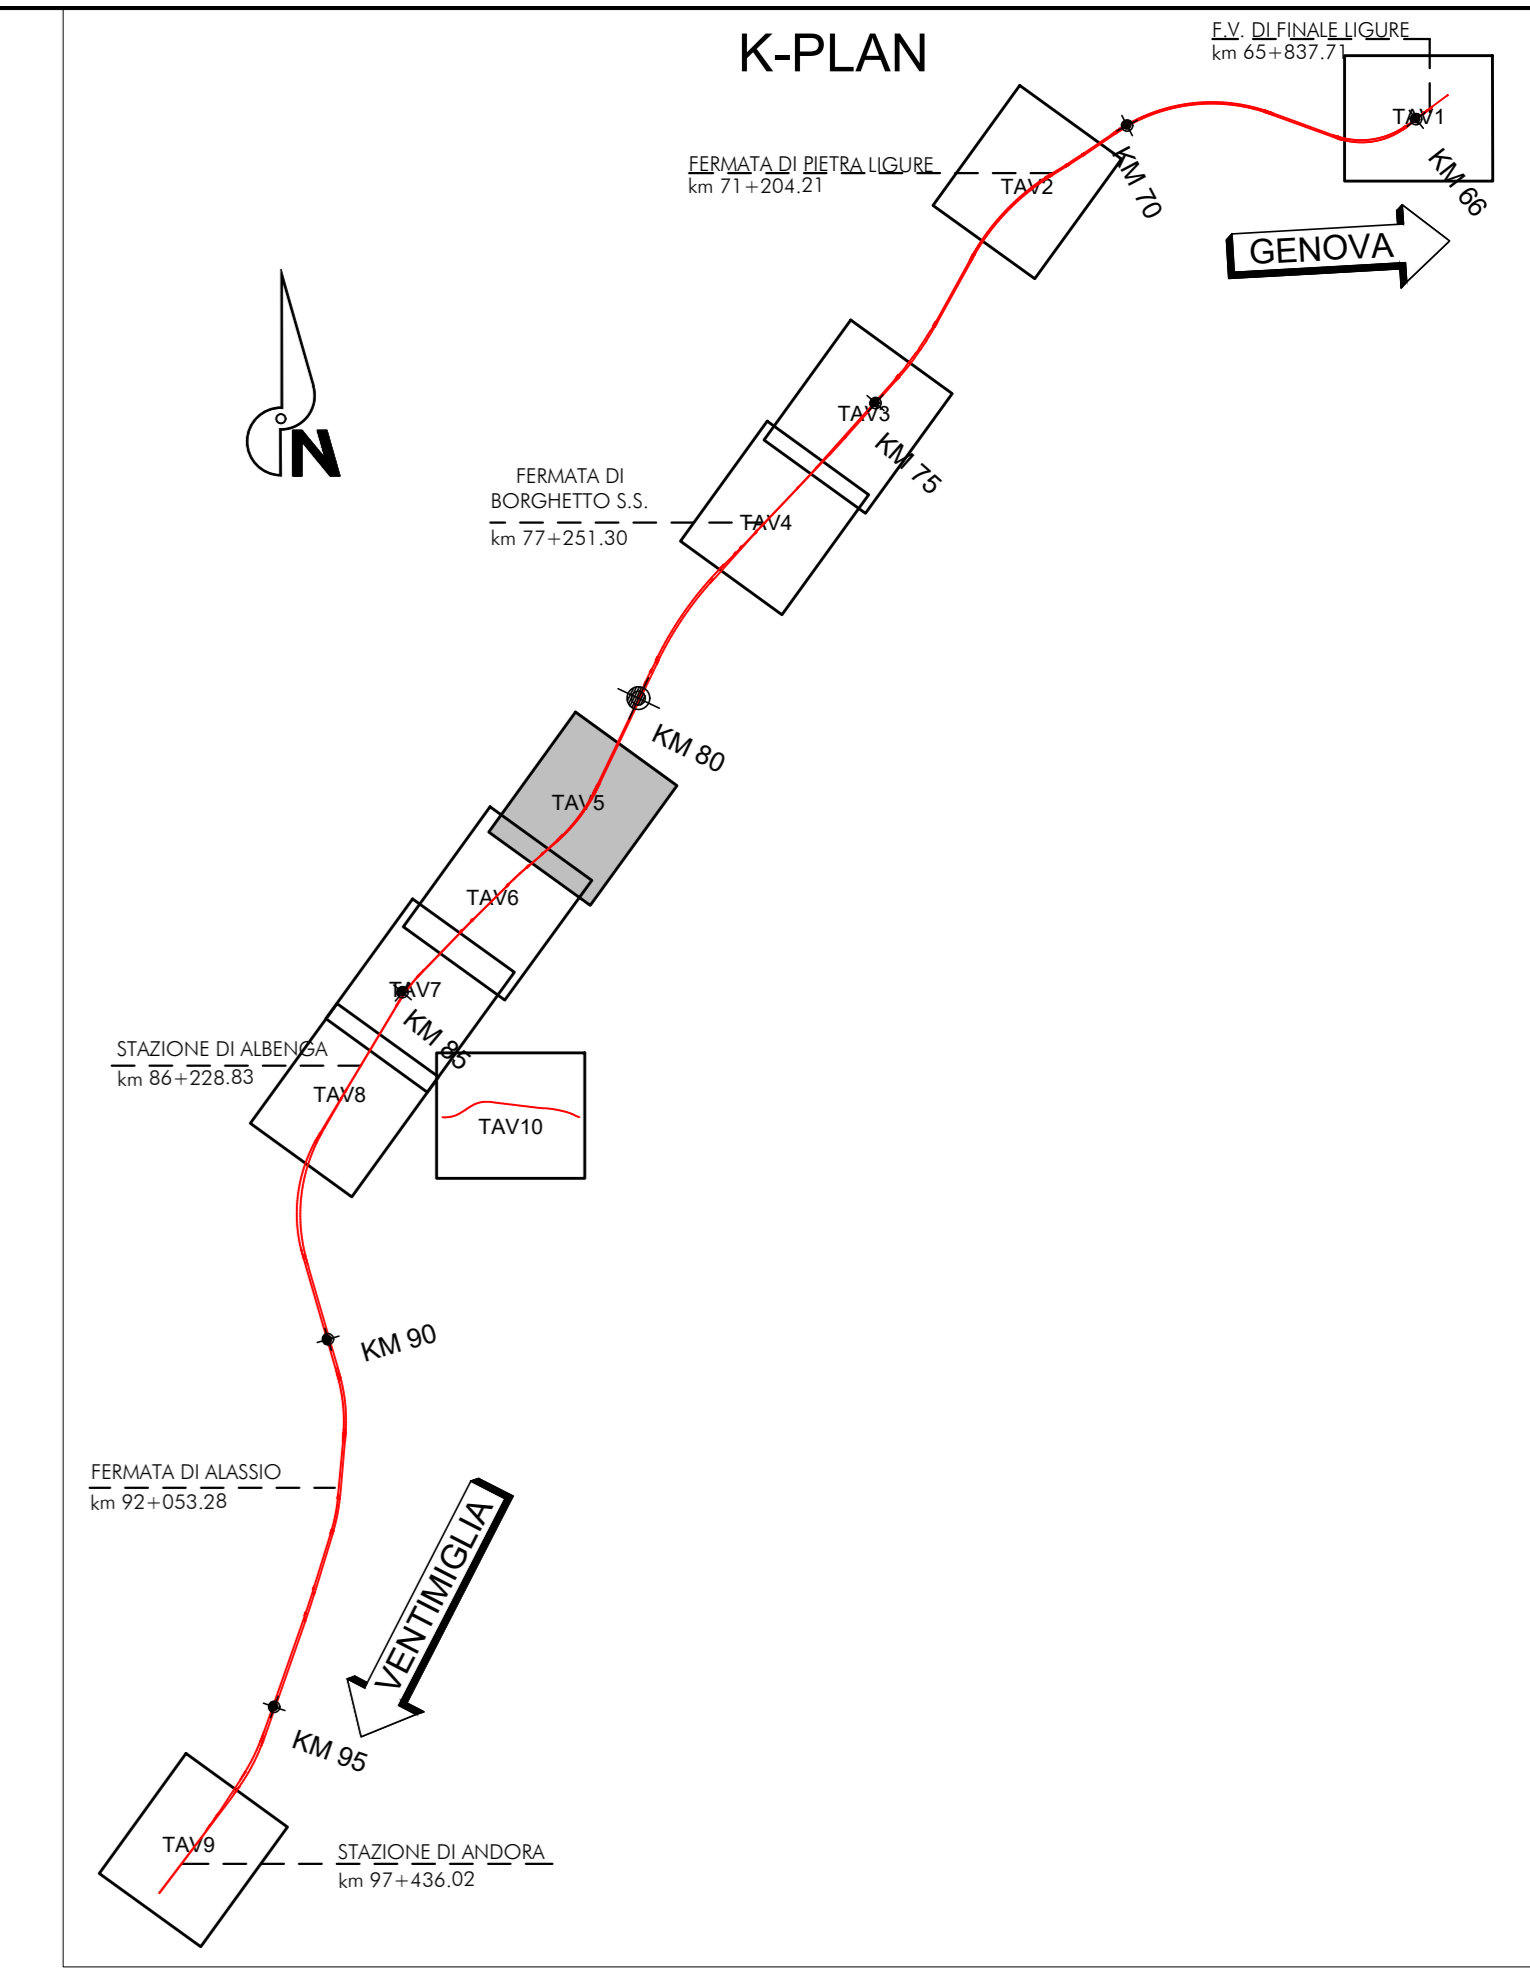 K-PLAN
F.V. DI FINALE LIGURE
km 65+837.71
TAV1
KM 66
GENOVA
KM 70
FERMATA DI PIETRA LIGURE
km 71+204.21
TAV2
N
TAV3
KM 75
FERMATA DI
BORGHETTO S.S.
km 77+251.30
TAV4
KM 80
TAV5
TAV6
TAV7
KM 85
STAZIONE DI ALBENGA
km 86+228.83
TAV8
TAV10
KM 90
FERMATA DI ALASSIO
km 92+053.28
VENTIMIGLIA
KM 95
TAV9
STAZIONE DI ANDORA
km 97+436.02